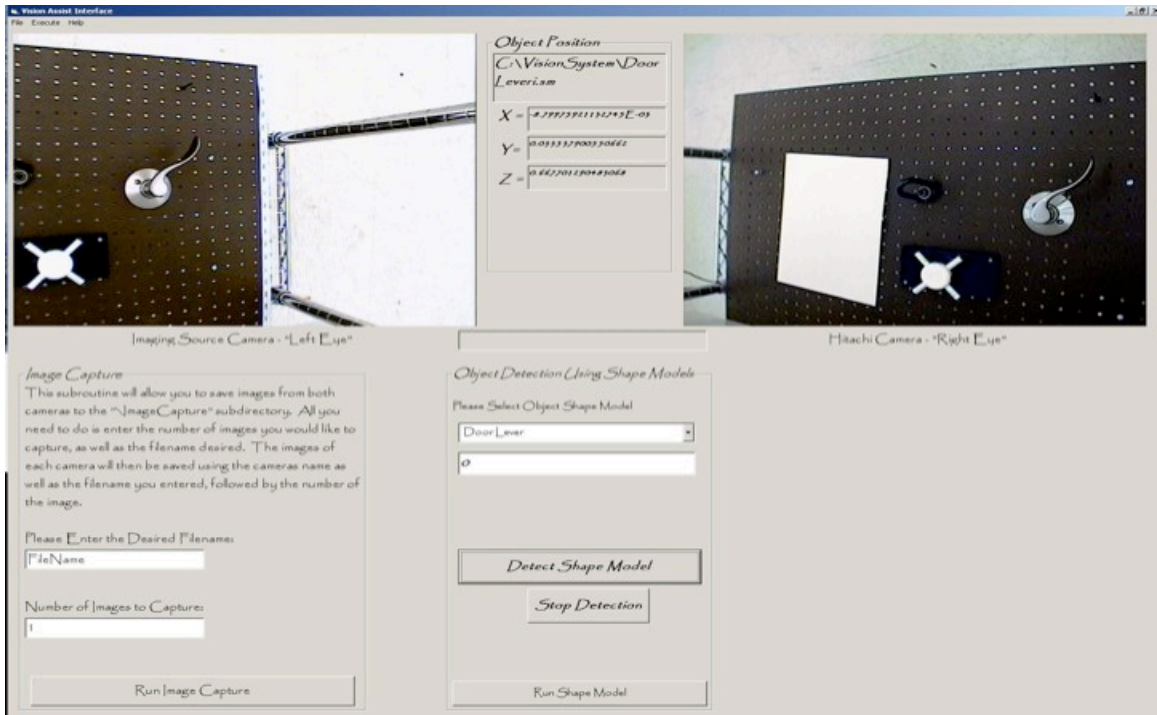 Vision Assist Interface
File Execute Help
Object Position
C:\VisionSystem\Door
Leveri.sm
X =
Y=
Z =
Imaging Source Camera - "Left Eye"
Hitachi Camera - "Right Eye"
Image Capture
This subroutine will allow you to save images from both
cameras to the "\ImageCapture" subdirectory. All you
need to do is enter the number of images you would like to
capture, as well as the filename desired. The images of
each camera will then be saved using the cameras name as
well as the filename you entered, followed by the number of
the image.
Please Enter the Desired Filename:
FileName
Number of Images to Capture:
1
Run Image Capture
Object Detection Using Shape Models
Please Select Object Shape Model
Door Lever
0
Detect Shape Model
Stop Detection
Run Shape Model